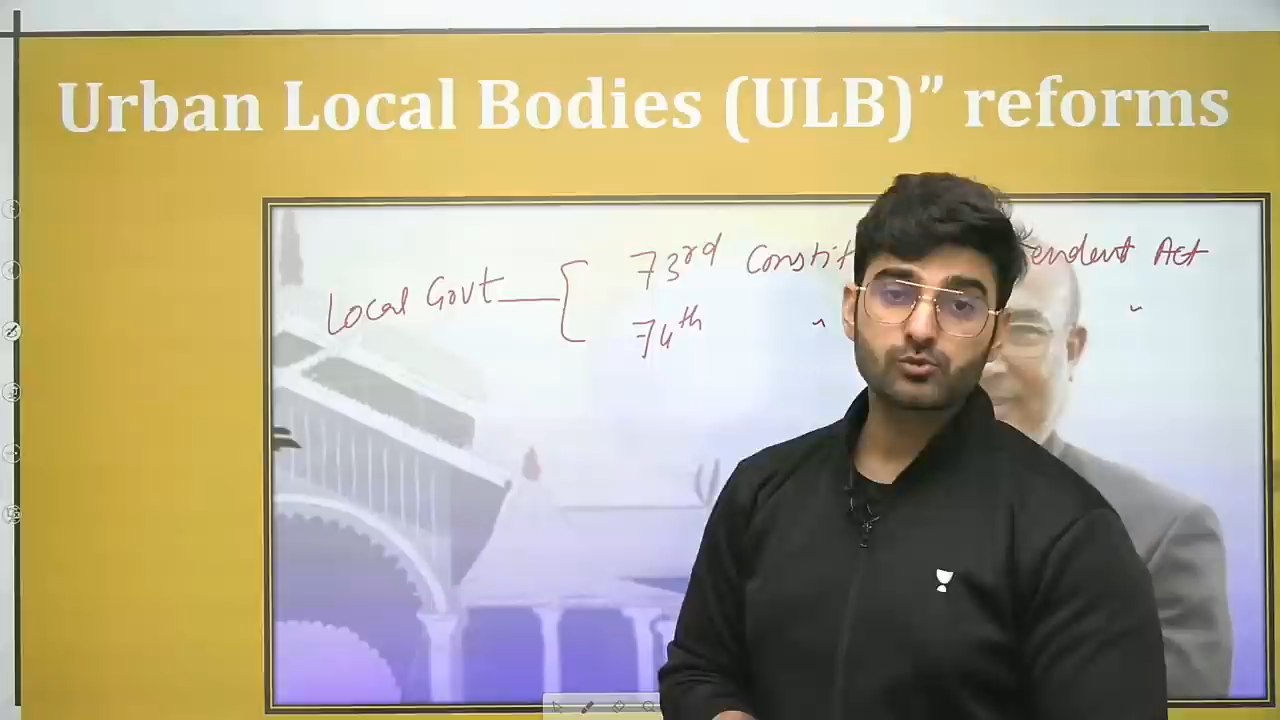 Urban Local Bodies (ULB)” reforms
73rd Constit endent Act
Local Govt
74th " "